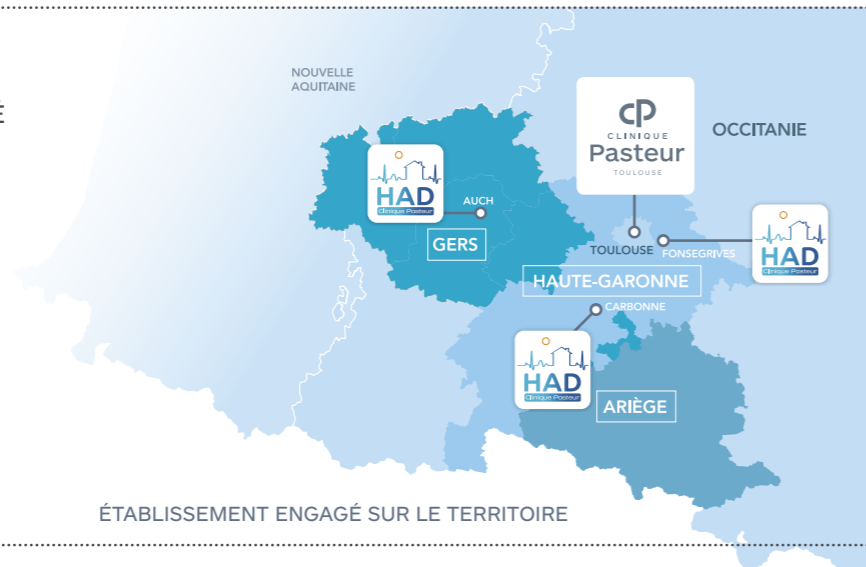 É
NOUVELLE
AQUITAINE
cp
CLINIQUE
Pasteur
TOULOUSE
OCCITANIE
HAD
Clinique Pasteur
AUCH
GERS
TOULOUSE
FONSEGRIVES
HAD
Clinique Pasteur
HAUTE-GARONNE
CARBONNE
HAD
Clinique Pasteur
ARIÈGE
ÉTABLISSEMENT ENGAGÉ SUR LE TERRITOIRE